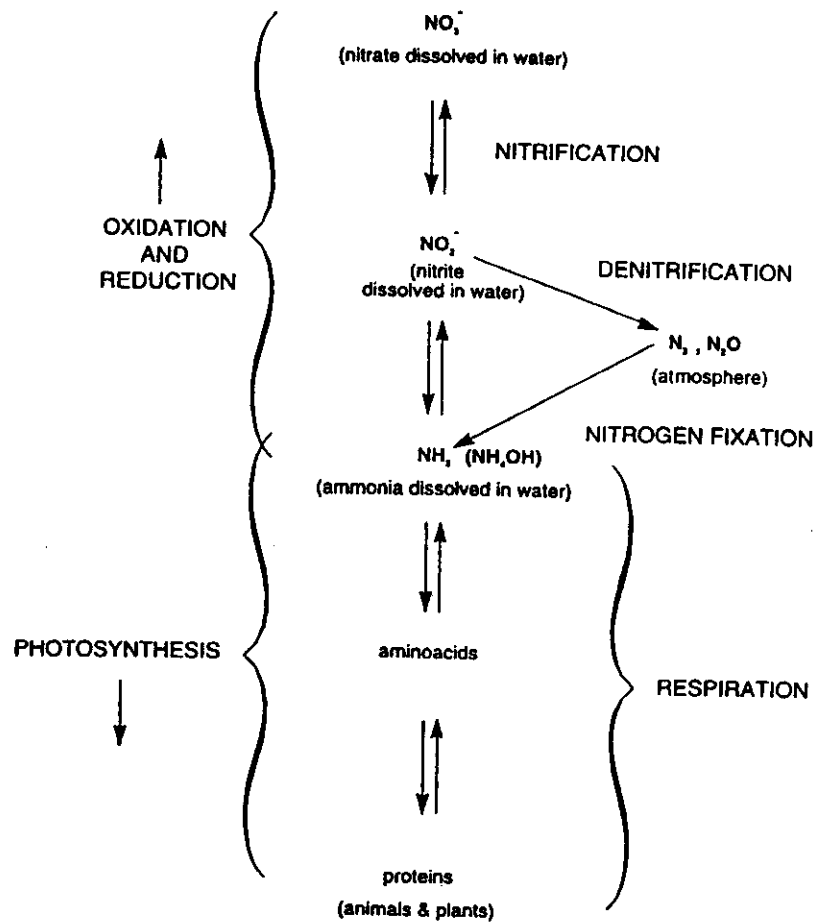 NO₃⁻
(nitrate dissolved in water)
NITRIFICATION
OXIDATION
AND
REDUCTION
NO₂⁻
(nitrite
dissolved in water)
DENITRIFICATION
N₂ , N₂O
(atmosphere)
NITROGEN FIXATION
NH₃ (NH₄OH)
(ammonia dissolved in water)
PHOTOSYNTHESIS
aminoacids
RESPIRATION
proteins
(animals & plants)